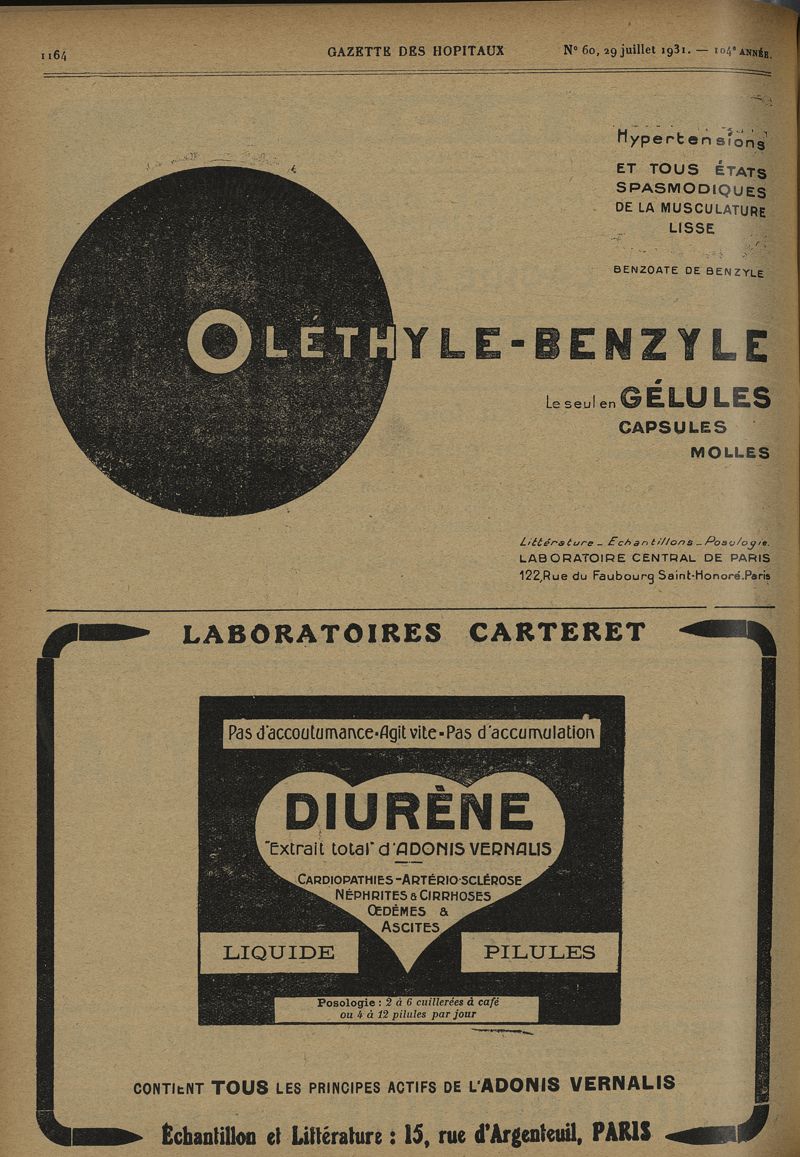 1164 GAZETTE DES HOPITAUX N° 60, 29 juillet 1931. — 104e ANNÉE.
Hypertensions
ET TOUS ÉTATS
SPASMODIQUES
DE LA MUSCULATURE
LISSE
BENZOATE DE BENZYLE
OLÉTHYLE-BENZYLE
Le seul en GÉLULES
CAPSULES
MOLLES
Littérature _ Echantillons _ Posologie.
LABORATOIRE CENTRAL DE PARIS
122, Rue du Faubourg Saint-Honoré. Paris
LABORATOIRES CARTERET
Pas d'accoutumance-Agit vite-Pas d'accumulation
DIURÈNE
"Extrait total" d'ADONIS VERNALIS
CARDIOPATHIES-ARTÉRIO-SCLÉROSE
NÉPHRITES & CIRRHOSES
ŒDÈMES &
ASCITES
LIQUIDE PILULES
Posologie : 2 à 6 cuillerées à café
ou 4 à 12 pilules par jour
CONTIENT TOUS LES PRINCIPES ACTIFS DE L'ADONIS VERNALIS
Échantillon et Littérature : 15, rue d'Argenteuil, PARIS